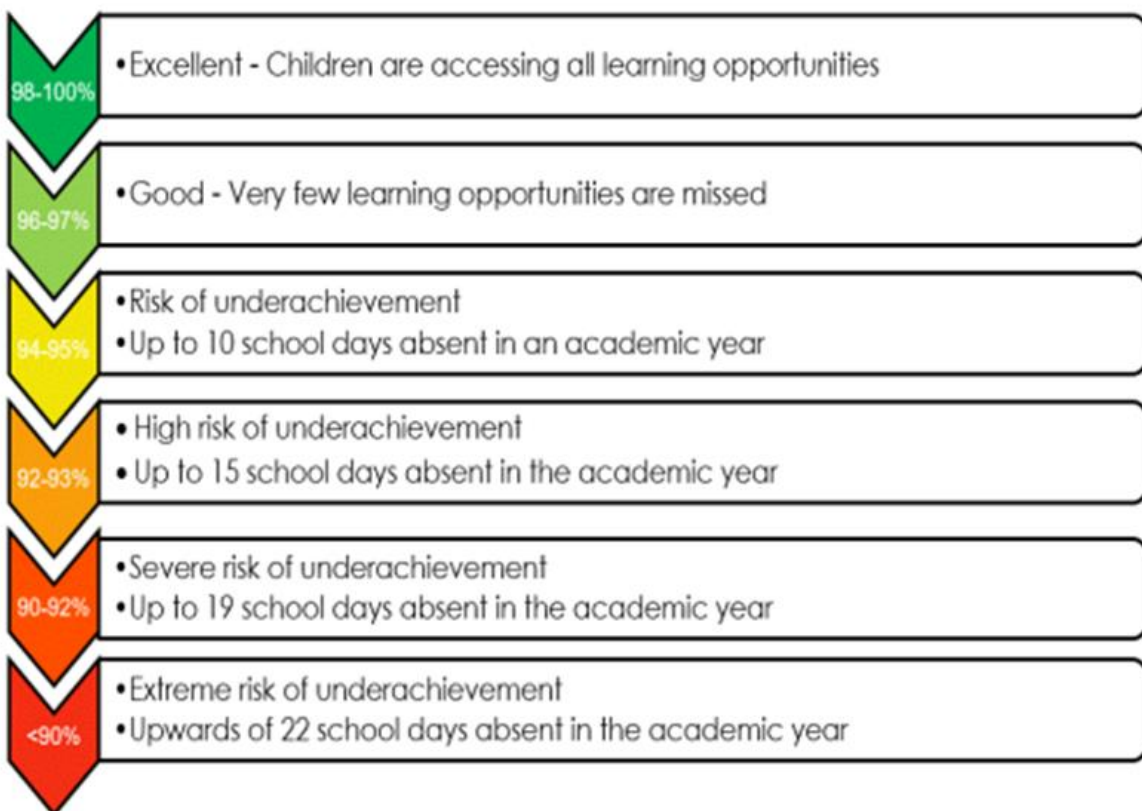 98-100%
•Excellent - Children are accessing all learning opportunities
96-97%
•Good - Very few learning opportunities are missed
94-95%
•Risk of underachievement
•Up to 10 school days absent in an academic year
92-93%
• High risk of underachievement
• Up to 15 school days absent in the academic year
90-92%
•Severe risk of underachievement
•Up to 19 school days absent in the academic year
<90%
•Extreme risk of underachievement
•Upwards of 22 school days absent in the academic year